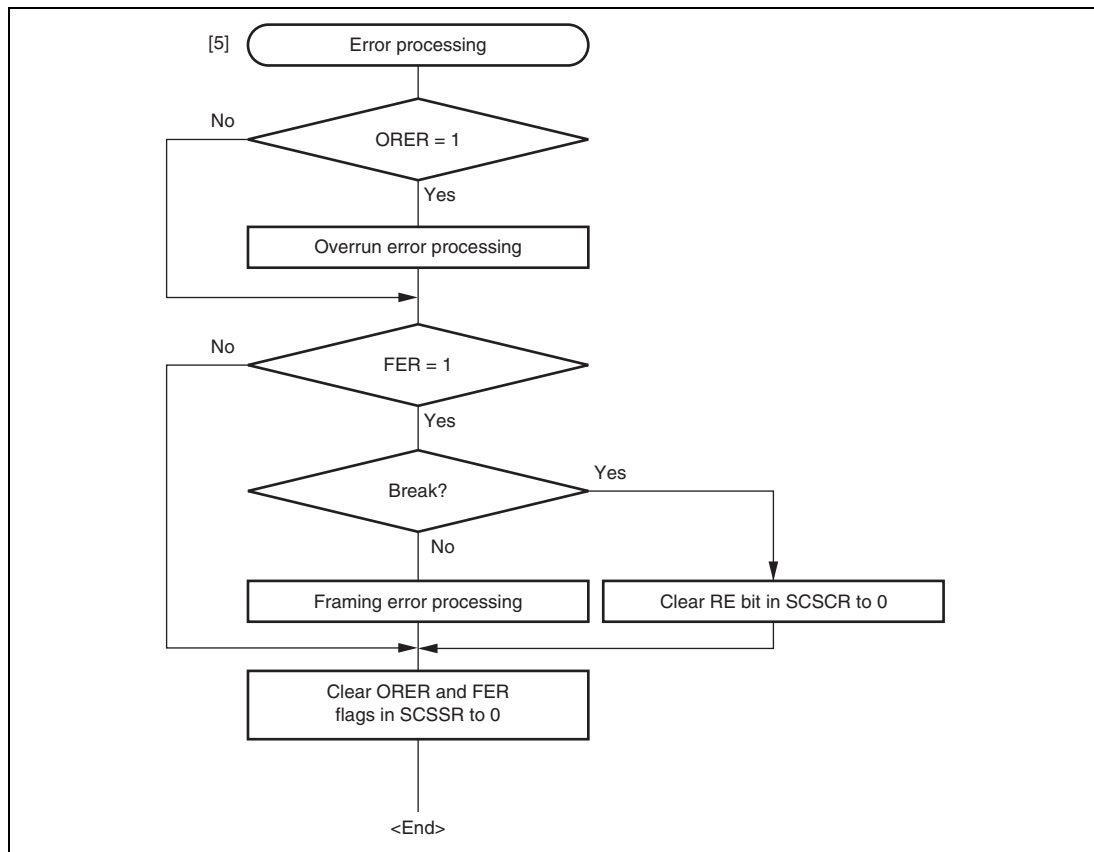 [5]
Error processing
No
ORER = 1
Yes
Overrun error processing
No
FER = 1
Yes
Yes
Break?
No
Framing error processing
Clear RE bit in SCSCR to 0
Clear ORER and FER
flags in SCSSR to 0
<End>